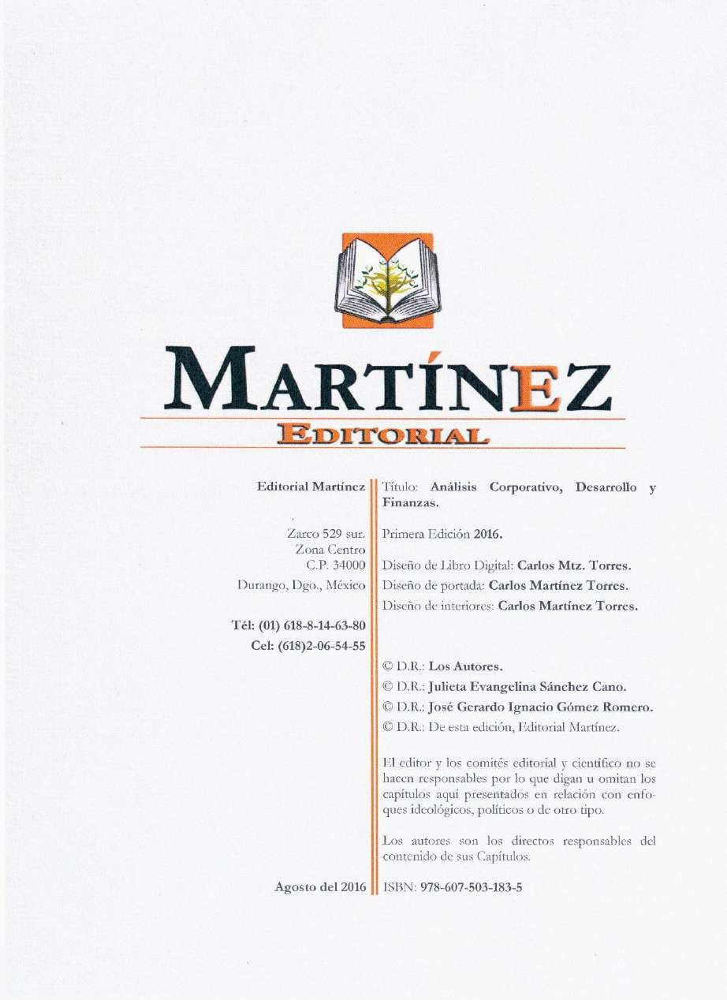 MARTÍNEZ
EDITORIAL
Editorial Martínez
Zarco 529 sur.
Zona Centro
C.P. 34000
Durango, Dgo., México
Tél: (01) 618-8-14-63-80
Cel: (618)2-06-54-55
Agosto del 2016
Título: Análisis Corporativo, Desarrollo y
Finanzas.
Primera Edición 2016.
Diseño de Libro Digital: Carlos Mtz. Torres.
Diseño de portada: Carlos Martínez Torres.
Diseño de interiores: Carlos Martínez Torres.
© D.R.: Los Autores.
© D.R.: Julieta Evangelina Sánchez Cano.
© D.R.: José Gerardo Ignacio Gómez Romero.
© D.R.: De esta edición, Editorial Martínez.
El editor y los comités editorial y científico no se
hacen responsables por lo que digan u omitan los
capítulos aquí presentados en relación con enfo-
ques ideológicos, políticos o de otro tipo.
Los autores son los directos responsables del
contenido de sus Capítulos.
ISBN: 978-607-503-183-5